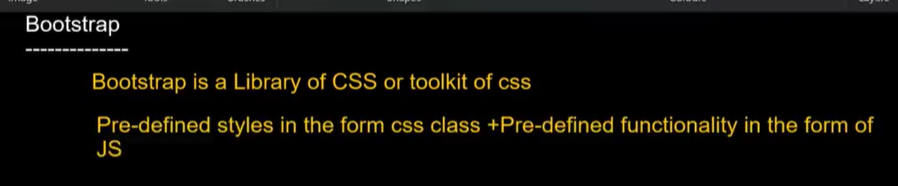 Bootstrap
--------------
Bootstrap is a Library of CSS or toolkit of css
Pre-defined styles in the form css class +Pre-defined functionality in the form of
JS